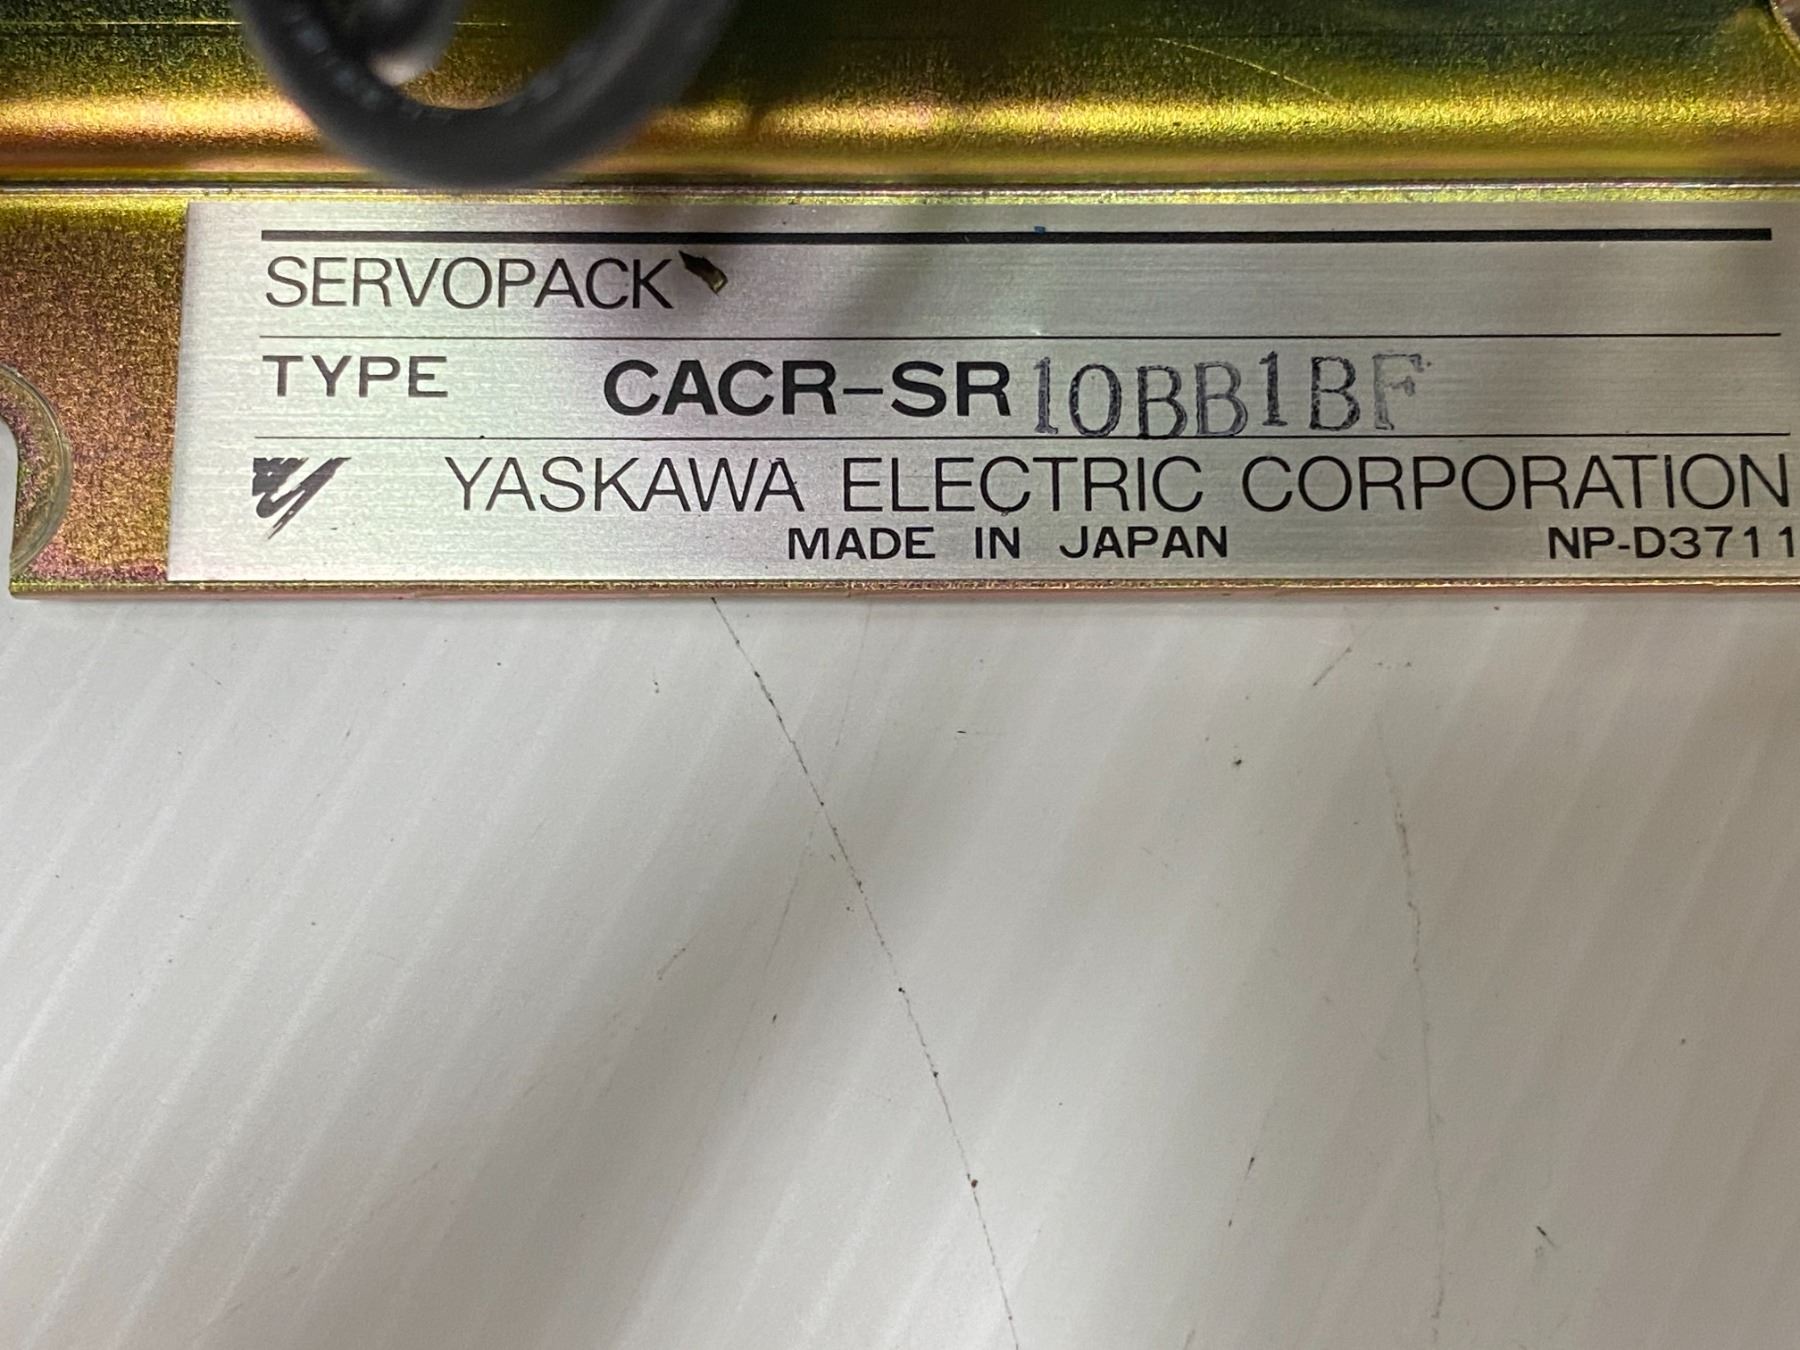 SERVOPACK
TYPE CACR-SR10BB1BF
YASKAWA ELECTRIC CORPORATION
MADE IN JAPAN NP-D3711